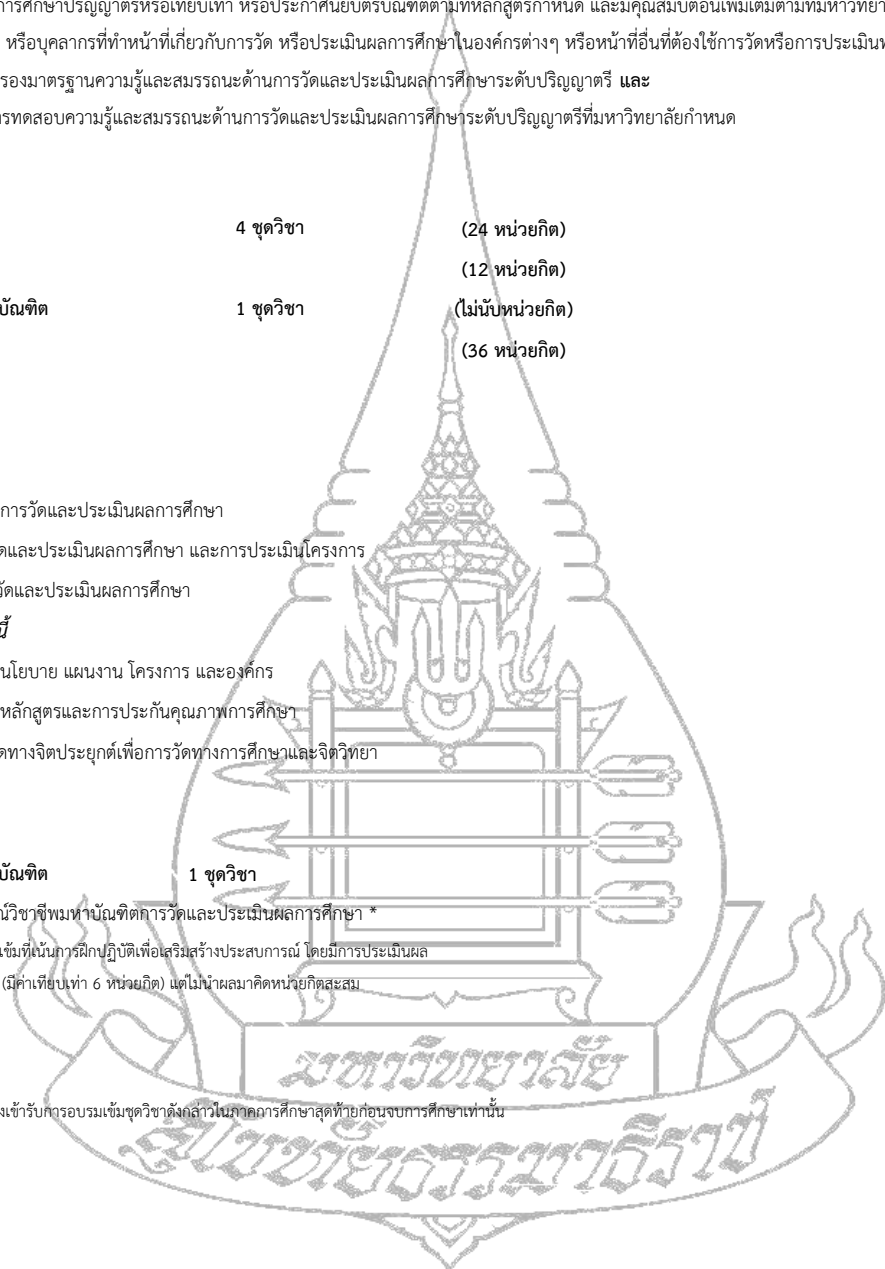 การศึกษาปริญญาตรีหรือเทียบเท่า หรือประกาศนียบัตรบัณฑิตตามที่หลักสูตรกำหนด และมีคุณสมบัติอื่นเพิ่มเติมตามที่มหาวิทยา
หรือบุคลากรที่ทำหน้าที่เกี่ยวกับการวัด หรือประเมินผลการศึกษาในองค์กรต่างๆ หรือหน้าที่อื่นที่ต้องใช้การวัดหรือการประเมิน
รองมาตรฐานความรู้และสมรรถนะด้านการวัดและประเมินผลการศึกษาระดับปริญญาตรี และ
ทดสอบความรู้และสมรรถนะด้านการวัดและประเมินผลการศึกษาระดับปริญญาตรีที่มหาวิทยาลัยกำหนด
4 ชุดวิชา (24 หน่วยกิต)
(12 หน่วยกิต)
บัณฑิต 1 ชุดวิชา (ไม่นับหน่วยกิต)
(36 หน่วยกิต)
การวัดและประเมินผลการศึกษา
ดและประเมินผลการศึกษา และการประเมินโครงการ
วัดและประเมินผลการศึกษา
นี้
นโยบาย แผนงาน โครงการ และองค์กร
หลักสูตรและการประกันคุณภาพการศึกษา
ดทางจิตประยุกต์เพื่อการวัดทางการศึกษาและจิตวิทยา
บัณฑิต 1 ชุดวิชา
ณ์วิชาชีพมหาบัณฑิตการวัดและประเมินผลการศึกษา *
เข้มที่เน้นการฝึกปฏิบัติเพื่อเสริมสร้างประสบการณ์ โดยมีการประเมินผล
(มีค่าเทียบเท่า 6 หน่วยกิต) แต่ไม่นำผลมาคิดหน่วยกิตสะสม
มหาวิทยาลัย
งเข้ารับการอบรมเข้มชุดวิชาดังกล่าวในภาคการศึกษาสุดท้ายก่อนจบการศึกษาเท่านั้น
สุโขทัยธรรมาธิราช